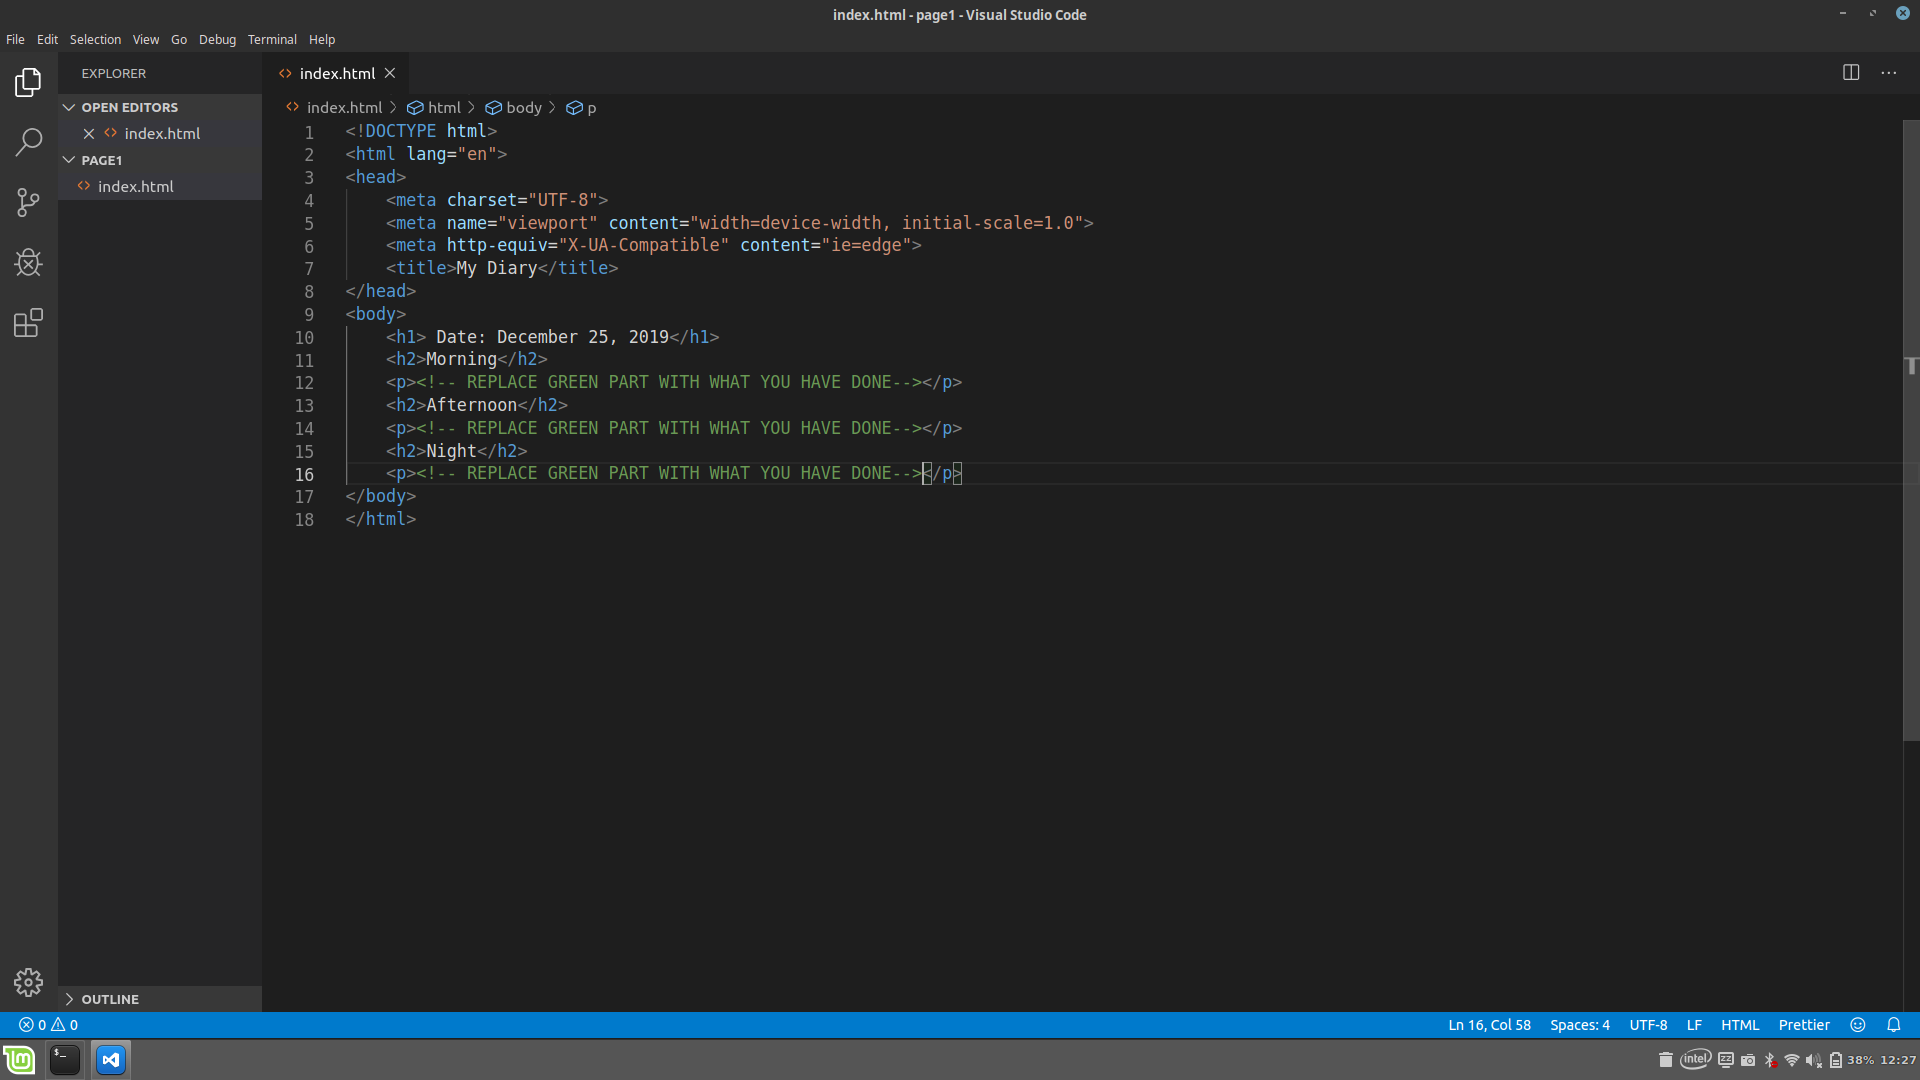 index.html - page1 - Visual Studio Code
File Edit Selection View Go Debug Terminal Help
EXPLORER
OPEN EDITORS
index.html
PAGE1
index.html
OUTLINE
index.html
index.html > html > body > p
1 <!DOCTYPE html>
2 <html lang="en">
3 <head>
4     <meta charset="UTF-8">
5     <meta name="viewport" content="width=device-width, initial-scale=1.0">
6     <meta http-equiv="X-UA-Compatible" content="ie=edge">
7     <title>My Diary</title>
8 </head>
9 <body>
10     <h1> Date: December 25, 2019</h1>
11     <h2>Morning</h2>
12     <p><!-- REPLACE GREEN PART WITH WHAT YOU HAVE DONE--></p>
13     <h2>Afternoon</h2>
14     <p><!-- REPLACE GREEN PART WITH WHAT YOU HAVE DONE--></p>
15     <h2>Night</h2>
16     <p><!-- REPLACE GREEN PART WITH WHAT YOU HAVE DONE--></p>
17 </body>
18 </html>
0 0 Ln 16, Col 58 Spaces: 4 UTF-8 LF HTML Prettier
$_ intel zz 38% 12:27